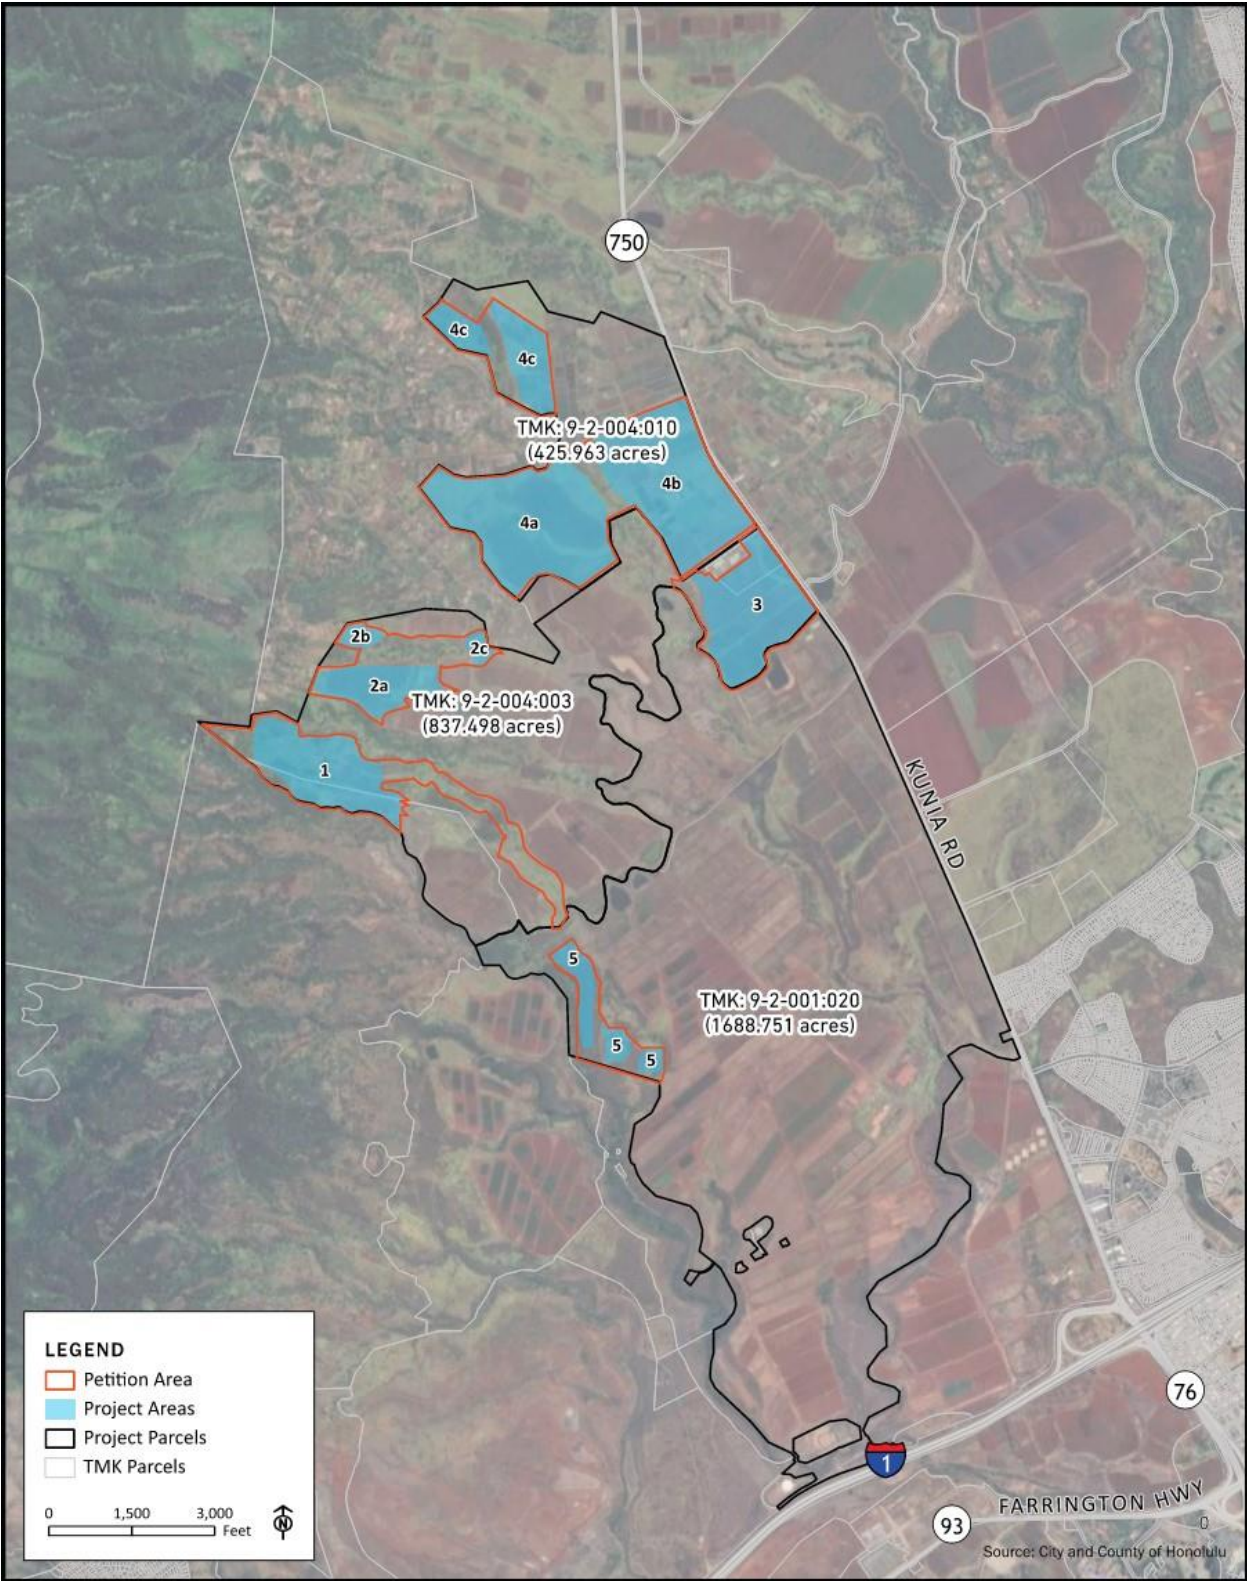 750
4c
4c
TMK: 9-2-004:010
(425.963 acres)
4b
4a
3
2b
2c
2a
TMK: 9-2-004:003
(837.498 acres)
1
KUNIA RD
5
TMK: 9-2-001:020
(1688.751 acres)
5
5
LEGEND
Petition Area
Project Areas
Project Parcels
TMK Parcels
0 1,500 3,000
Feet
N
76
1
93
FARRINGTON HWY
0
Source: City and County of Honolulu